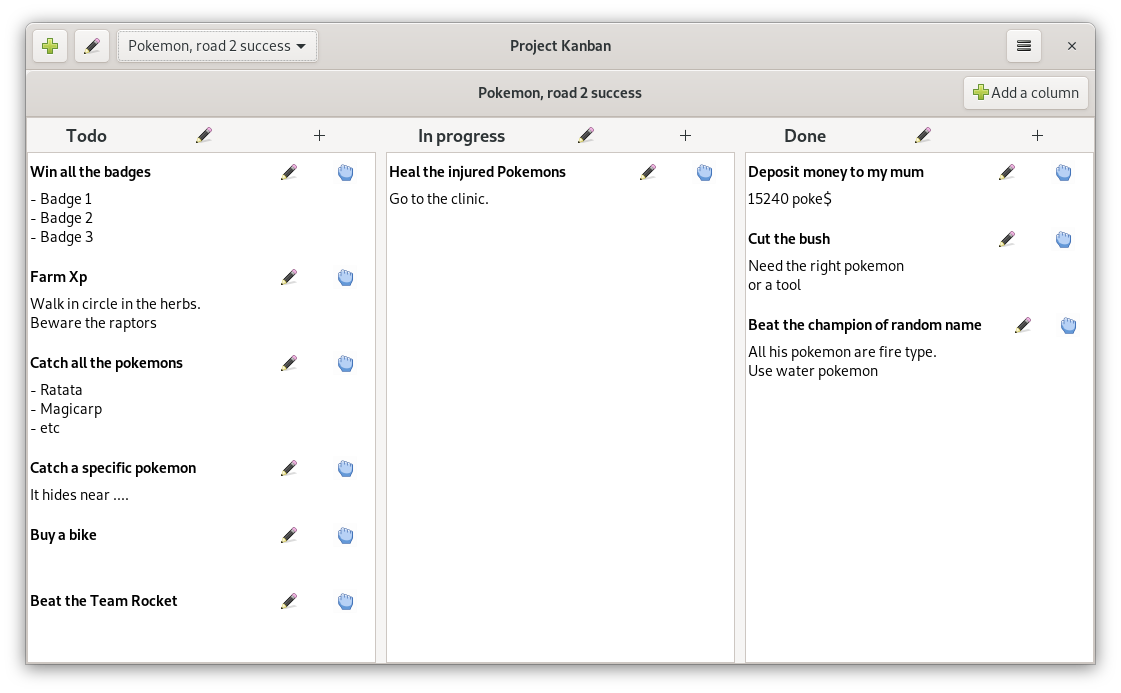 Pokemon, road 2 success
Project Kanban
Pokemon, road 2 success
Add a column
Todo
Win all the badges
- Badge 1
- Badge 2
- Badge 3
Farm Xp
Walk in circle in the herbs.
Beware the raptors
Catch all the pokemons
- Ratata
- Magicarp
- etc
Catch a specific pokemon
It hides near ....
Buy a bike
Beat the Team Rocket
In progress
Heal the injured Pokemons
Go to the clinic.
Done
Deposit money to my mum
15240 poke$
Cut the bush
Need the right pokemon
or a tool
Beat the champion of random name
All his pokemon are fire type.
Use water pokemon